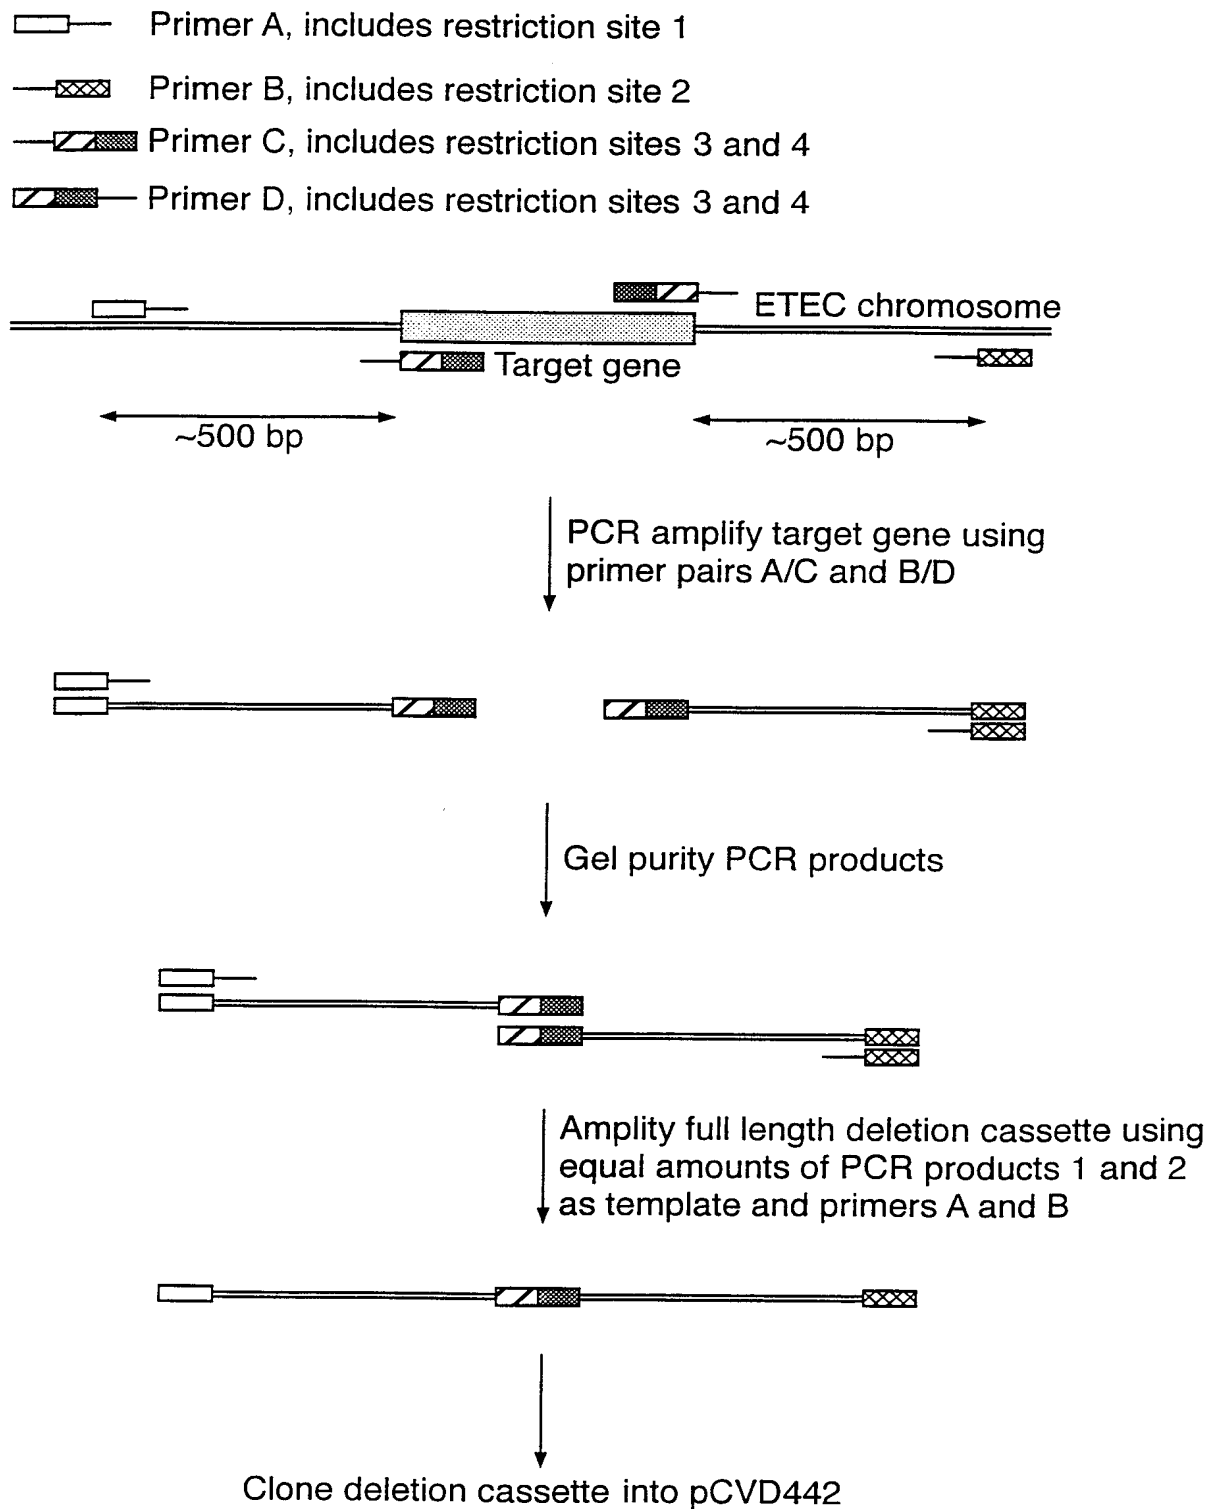 Primer A, includes restriction site 1
Primer B, includes restriction site 2
Primer C, includes restriction sites 3 and 4
Primer D, includes restriction sites 3 and 4
ETEC chromosome
Target gene
~500 bp
~500 bp
PCR amplify target gene using
primer pairs A/C and B/D
Gel purity PCR products
Amplity full length deletion cassette using
equal amounts of PCR products 1 and 2
as template and primers A and B
Clone deletion cassette into pCVD442